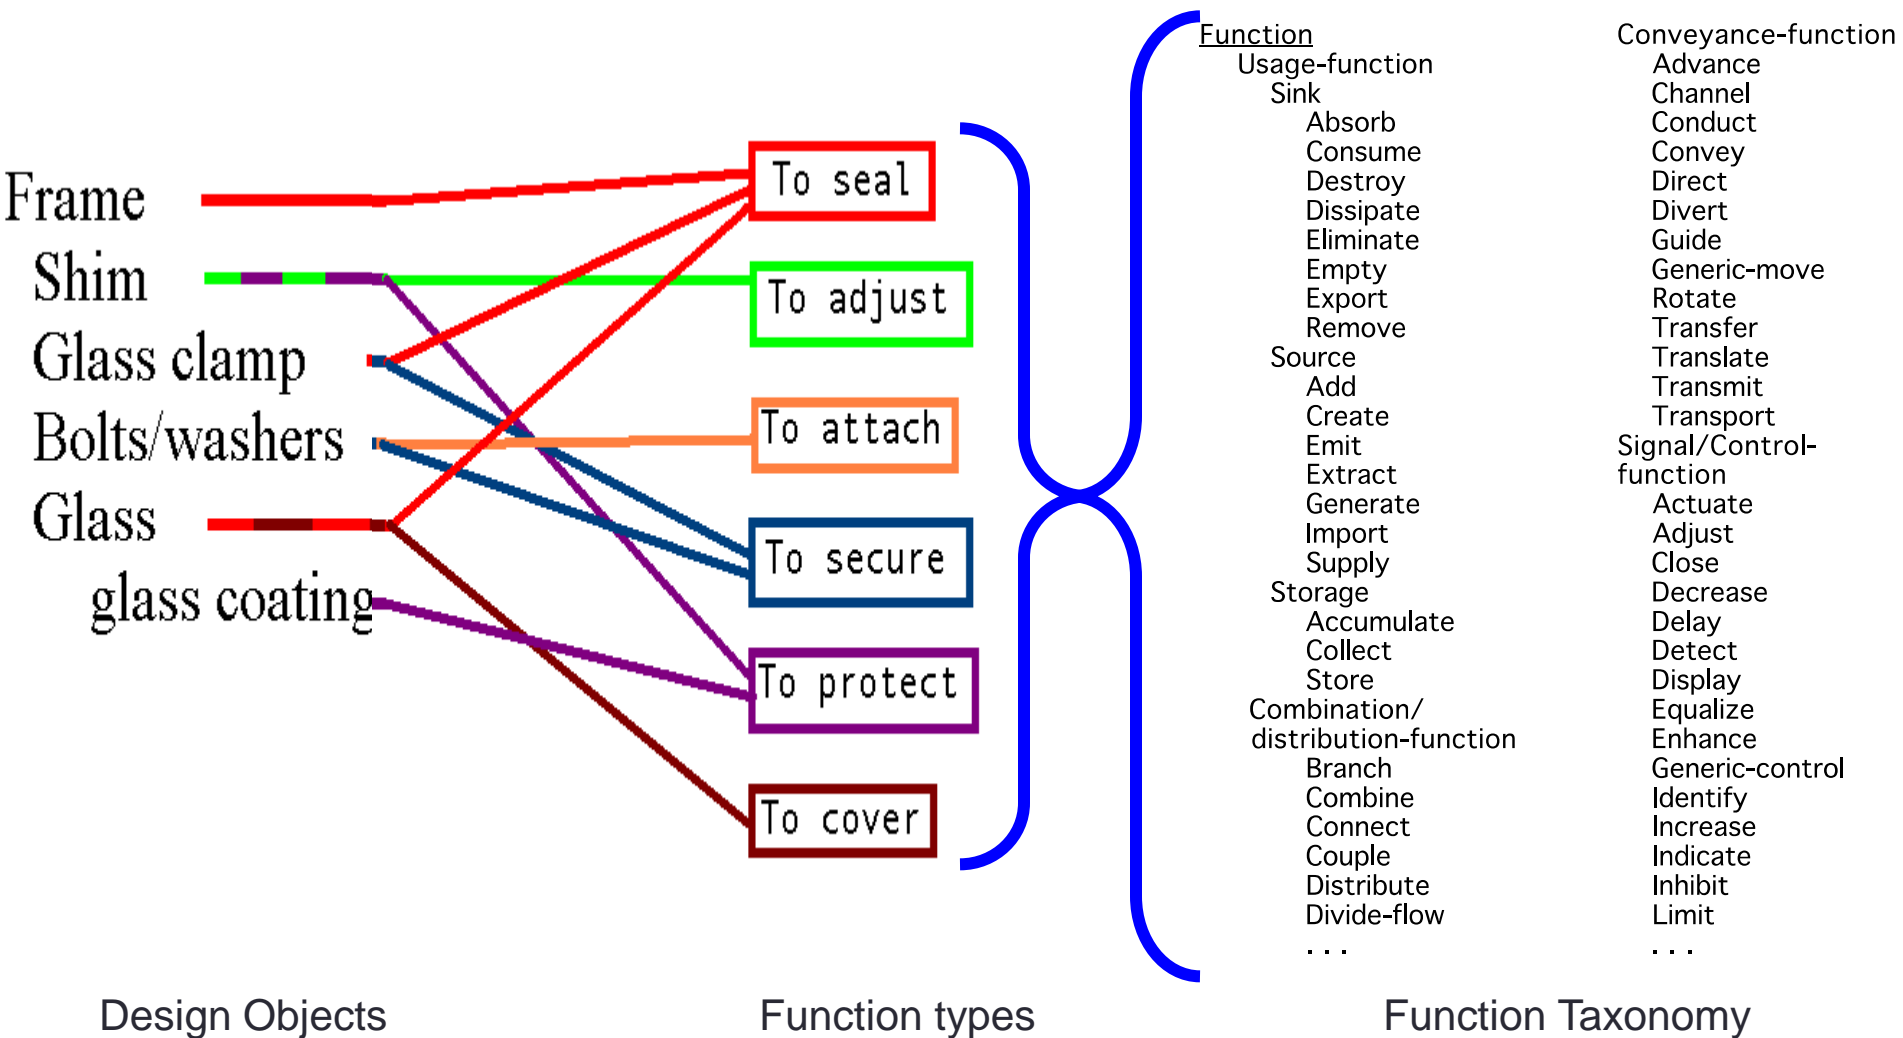 Frame
Shim
Glass clamp
Bolts/washers
Glass
glass coating
To seal
To adjust
To attach
To secure
To protect
To cover
Function
Usage-function
Sink
Absorb
Consume
Destroy
Dissipate
Eliminate
Empty
Export
Remove
Source
Add
Create
Emit
Extract
Generate
Import
Supply
Storage
Accumulate
Collect
Store
Combination/
distribution-function
Branch
Combine
Connect
Couple
Distribute
Divide-flow
. . .
Conveyance-function
Advance
Channel
Conduct
Convey
Direct
Divert
Guide
Generic-move
Rotate
Transfer
Translate
Transmit
Transport
Signal/Control-
function
Actuate
Adjust
Close
Decrease
Delay
Detect
Display
Equalize
Enhance
Generic-control
Identify
Increase
Indicate
Inhibit
Limit
. . .
Design Objects
Function types
Function Taxonomy